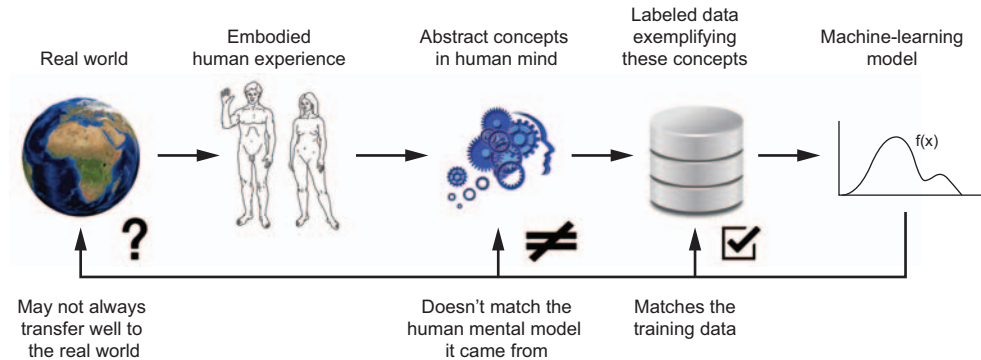 Real world
Embodied
human experience
Abstract concepts
in human mind
Labeled data
exemplifying
these concepts
Machine-learning
model
f(x)
?
≠
May not always
transfer well to
the real world
Doesn’t match the
human mental model
it came from
Matches the
training data